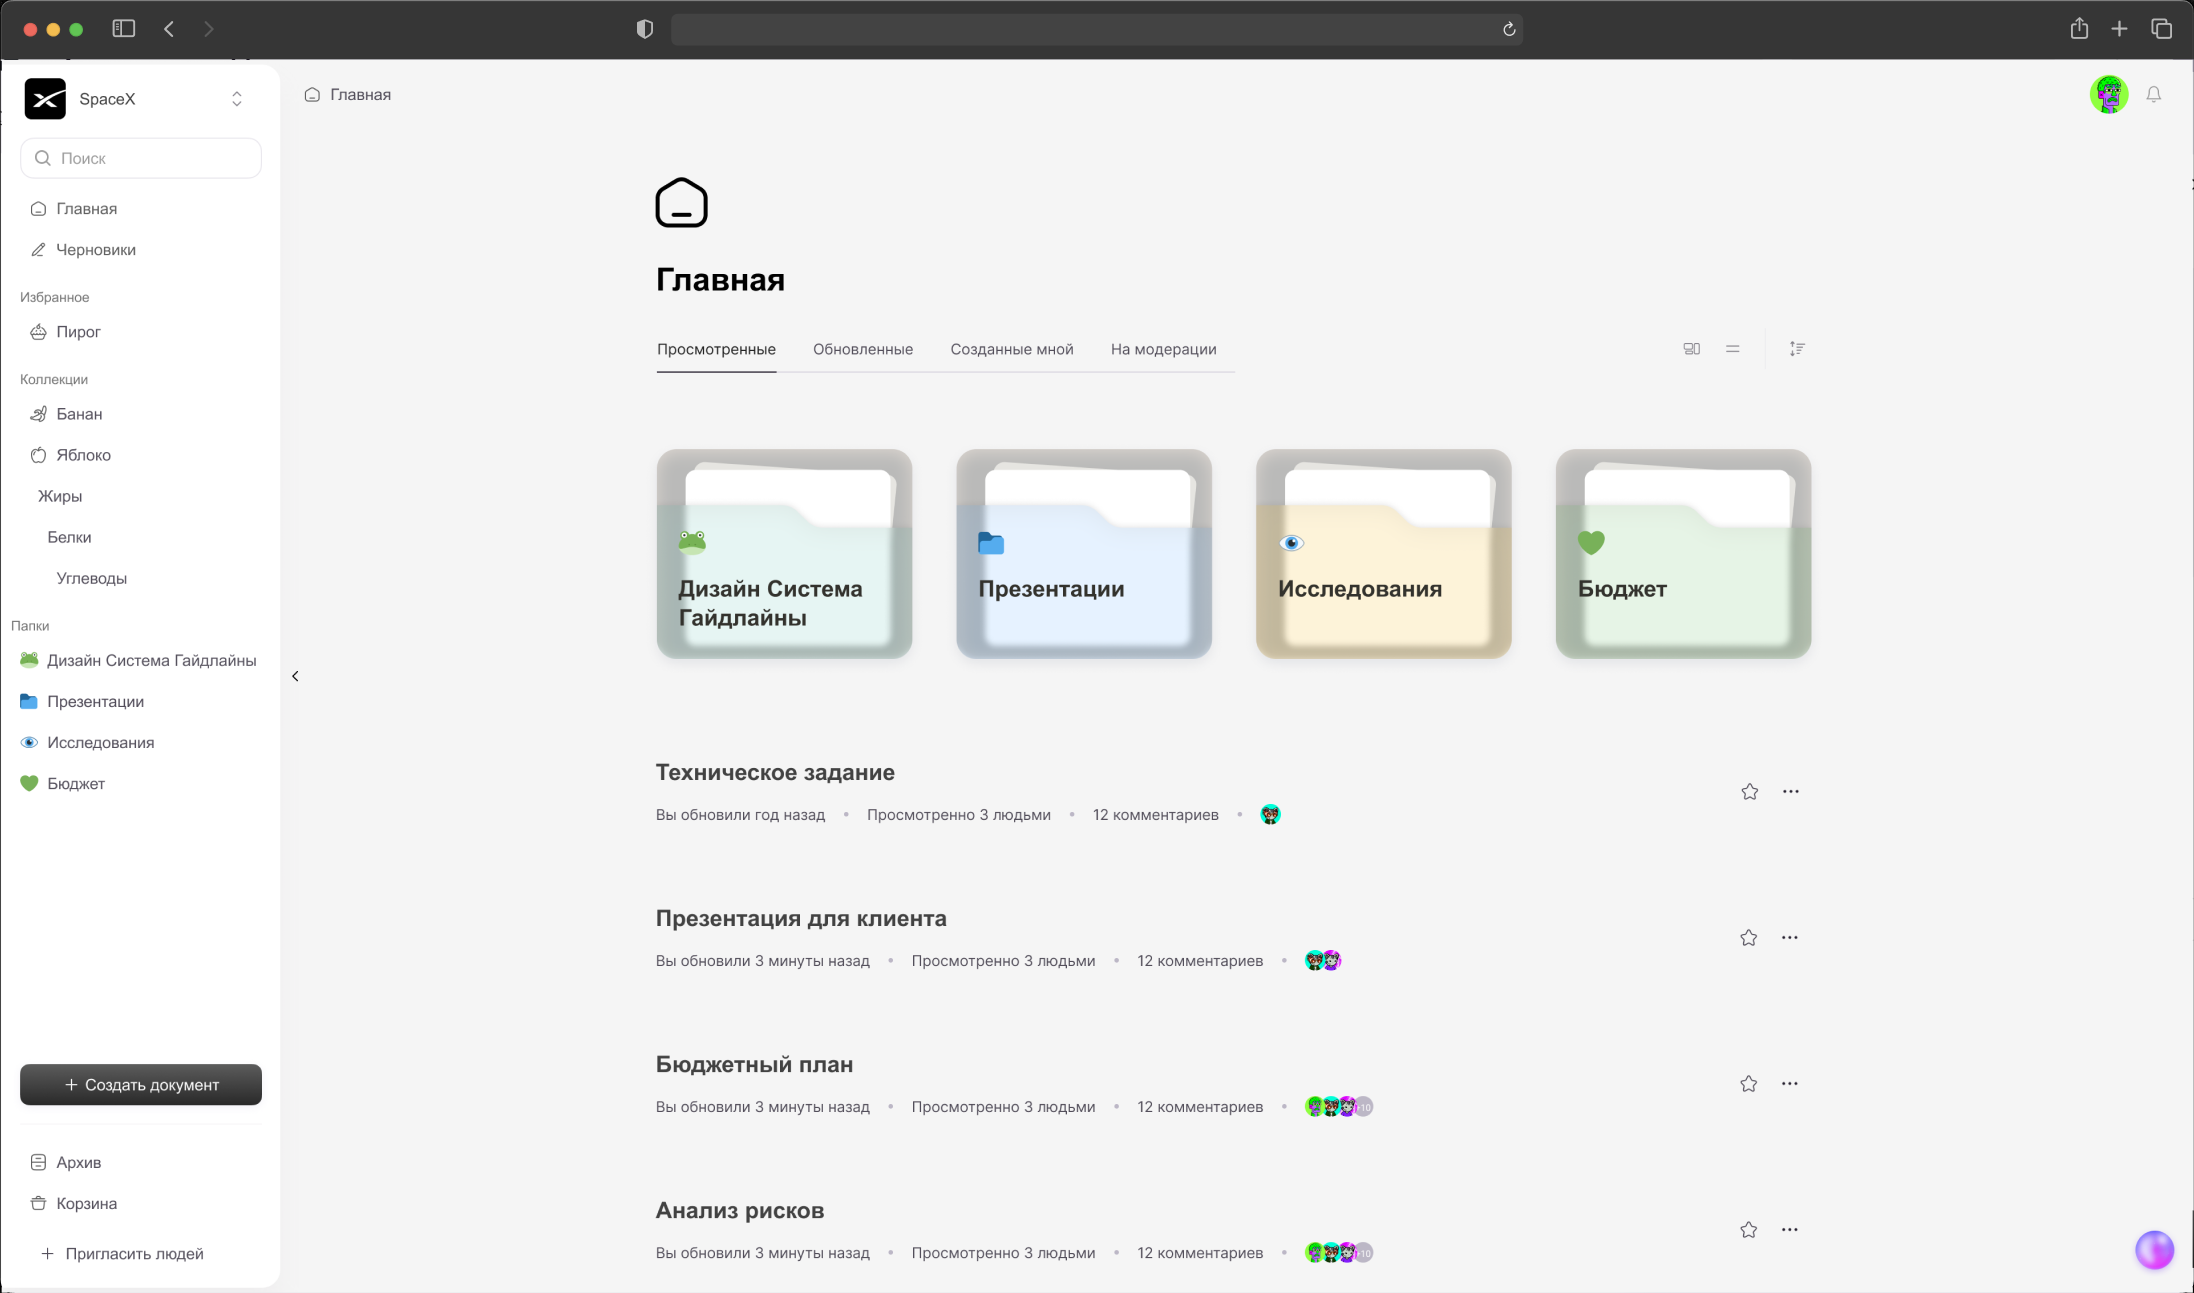 SpaceX
Поиск
Главная
Черновики
Избранное
Пирог
Коллекции
Банан
Яблоко
Жиры
Белки
Углеводы
Папки
Дизайн Система Гайдлайны
Презентации
Исследования
Бюджет
Создать документ
Архив
Корзина
Пригласить людей
Главная
Главная
Просмотренные Обновленные Созданные мной На модерации
Дизайн Система
Гайдлайны
Презентации
Исследования
Бюджет
Техническое задание
Вы обновили год назад • Просмотренно 3 людьми • 12 комментариев •
Презентация для клиента
Вы обновили 3 минуты назад • Просмотренно 3 людьми • 12 комментариев •
Бюджетный план
Вы обновили 3 минуты назад • Просмотренно 3 людьми • 12 комментариев • +10
Анализ рисков
Вы обновили 3 минуты назад • Просмотренно 3 людьми • 12 комментариев • +10